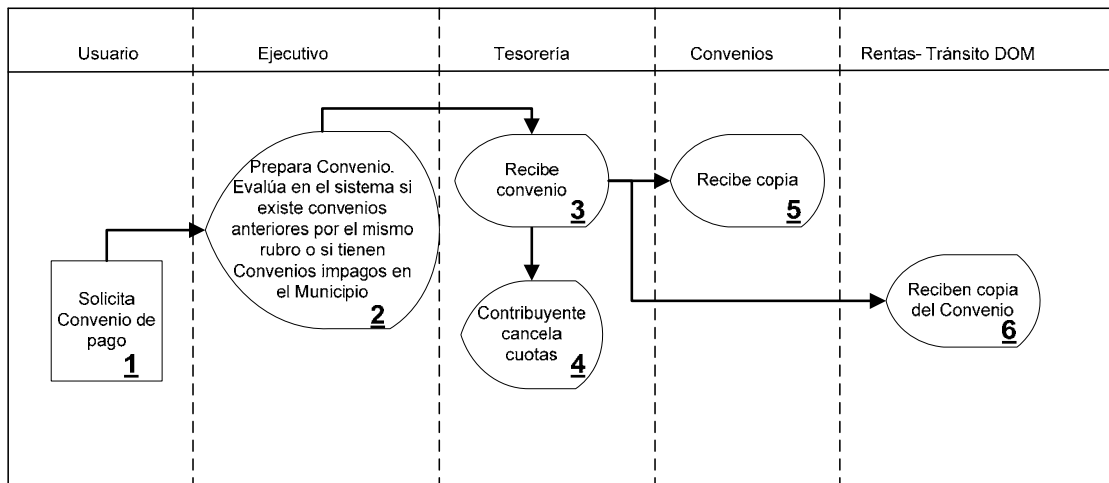 Usuario
Ejecutivo
Tesorería
Convenios
Rentas- Tránsito DOM
Solicita
Convenio de
pago
1
Prepara Convenio.
Evalúa en el sistema si
existe convenios
anteriores por el mismo
rubro o si tienen
Convenios impagos en
el Municipio
2
Recibe
convenio
3
Contribuyente
cancela
cuotas
4
Recibe copia
5
Reciben copia
del Convenio
6